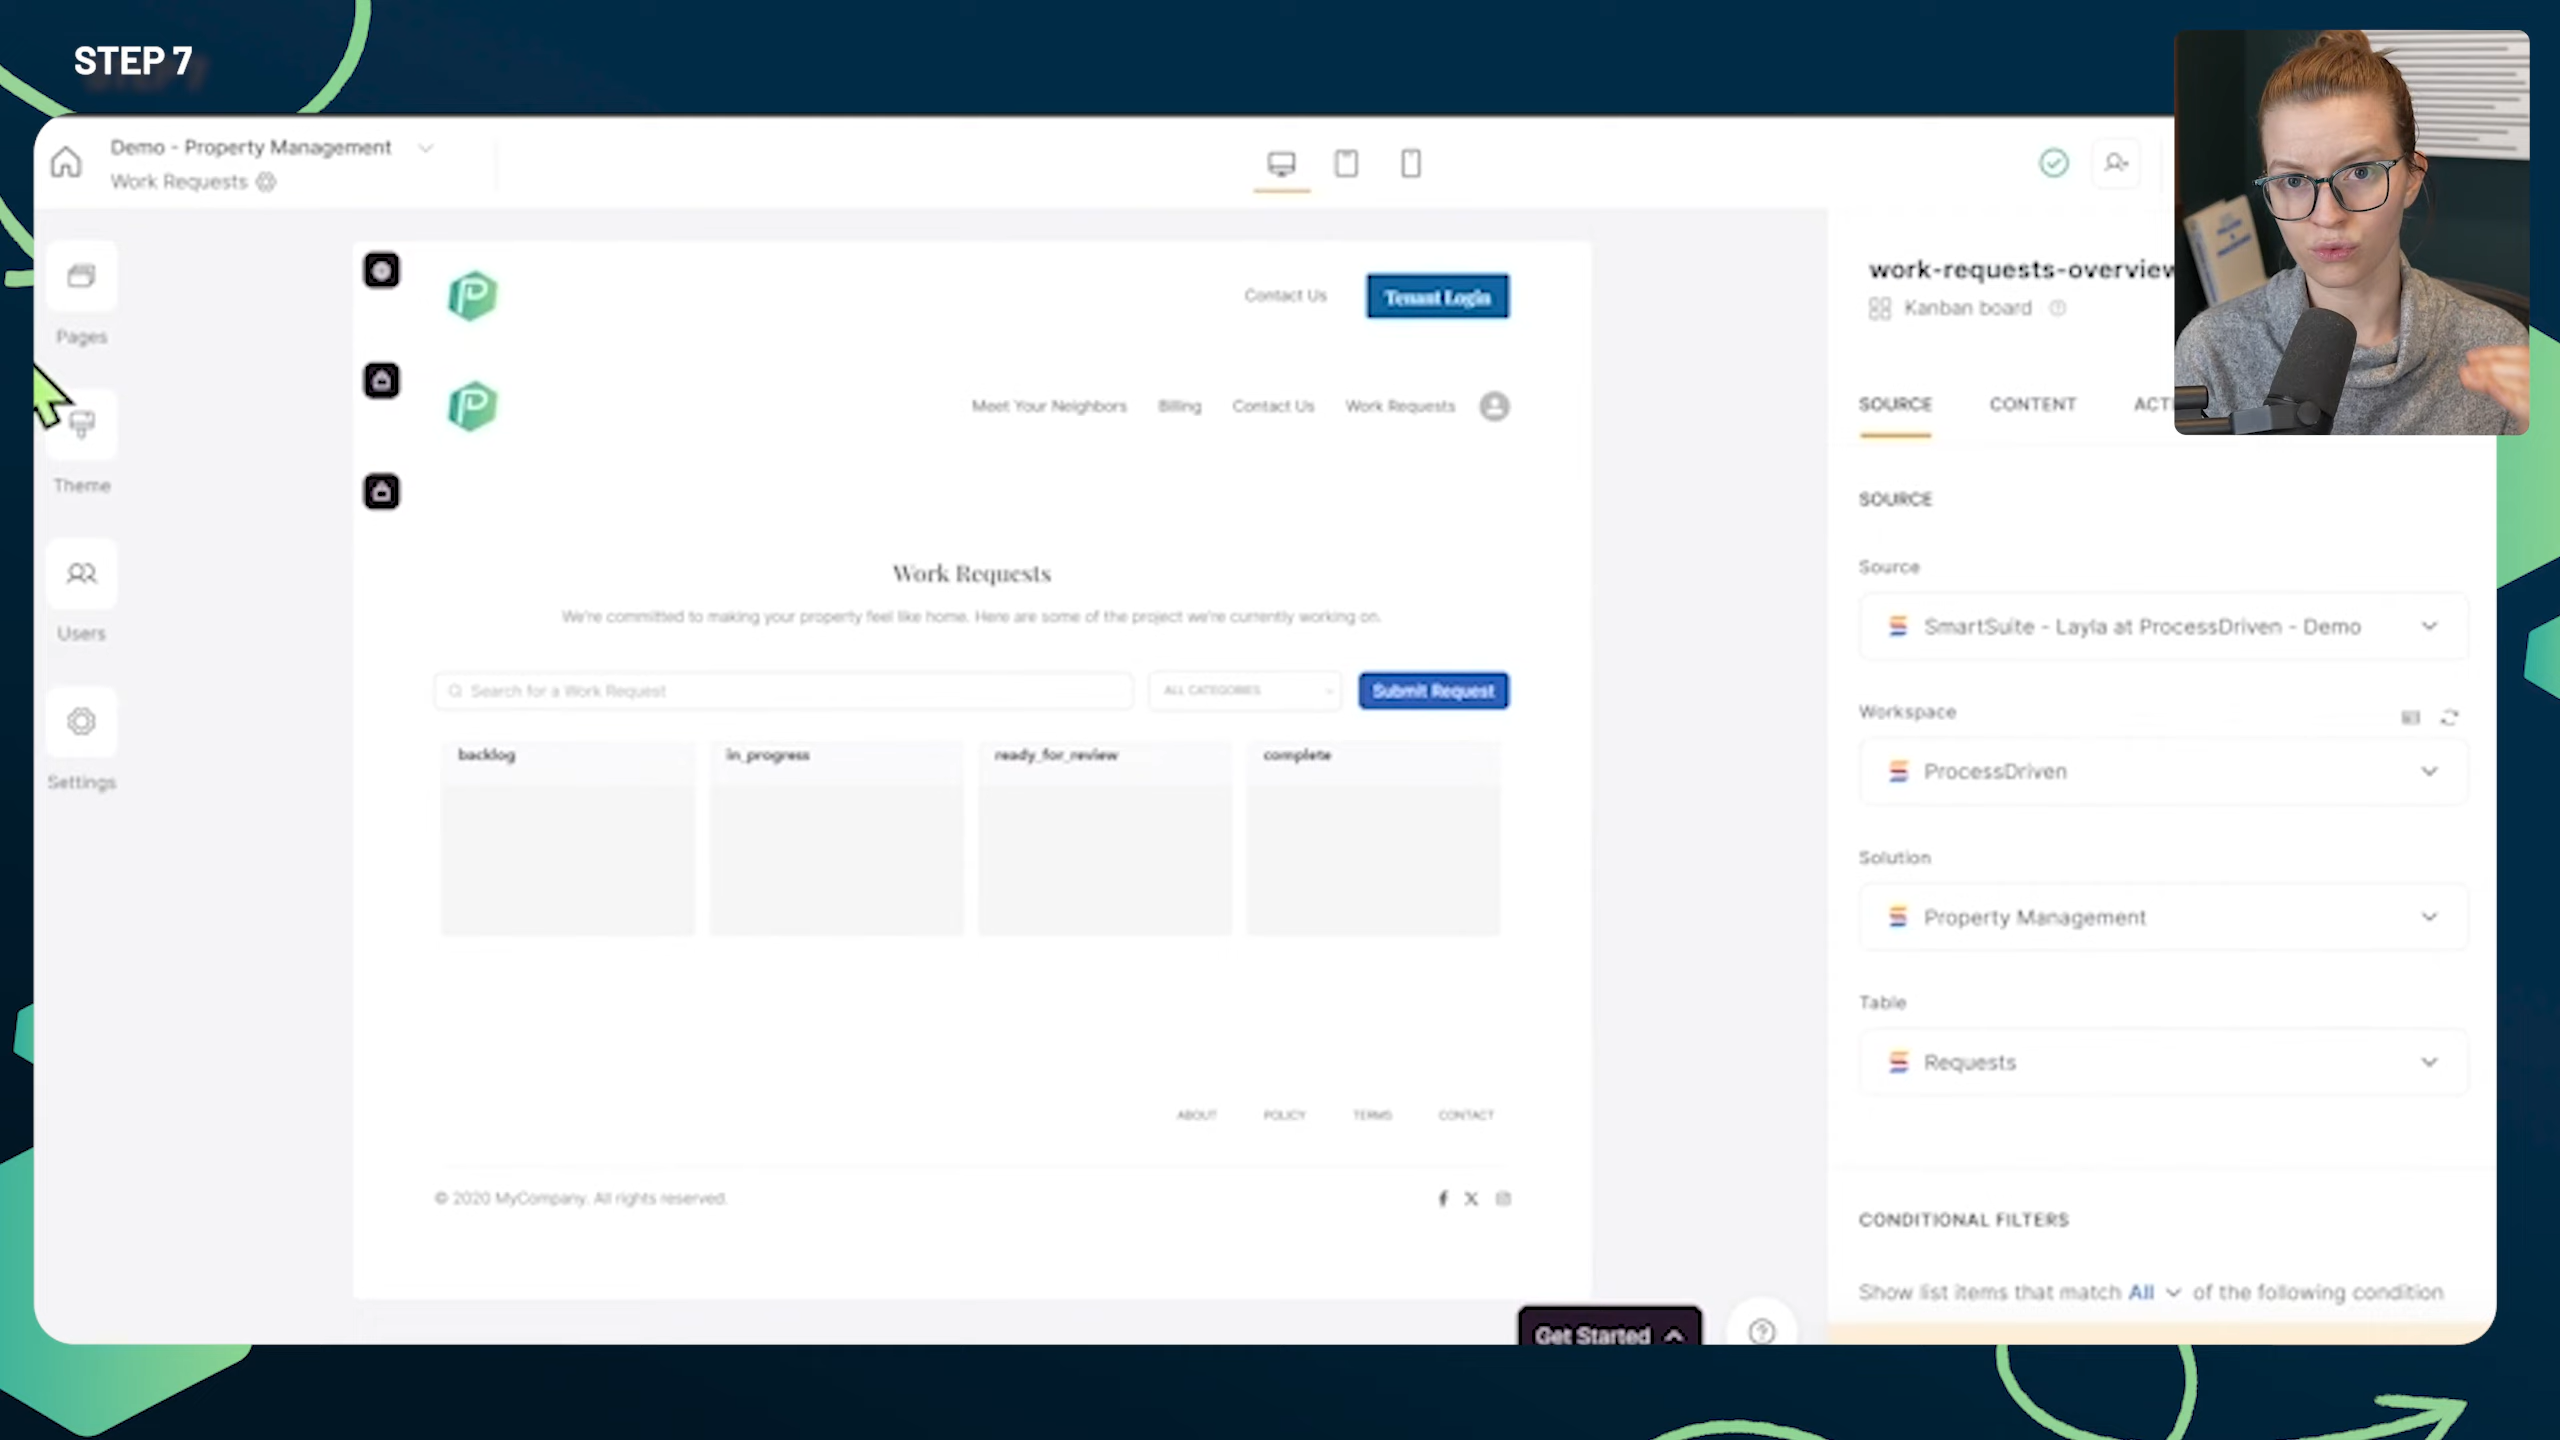 STEP 7
Demo - Property Management
Work Requests
Pages
Theme
Users
Settings
Contact Us
Tenant Login
Meet Your Neighbors
Billing
Contact Us
Work Requests
Work Requests
We're committed to making your property feel like home. Here are some of the project we're currently working on.
Search for a Work Request
ALL CATEGORIES
Submit Request
backlog
in_progress
ready_for_review
complete
ABOUT
POLICY
TERMS
CONTACT
© 2020 MyCompany. All rights reserved.
Get Started
work-requests-overview
Kanban board
SOURCE
CONTENT
SOURCE
Source
SmartSuite - Layla at ProcessDriven - Demo
Workspace
ProcessDriven
Solution
Property Management
Table
Requests
CONDITIONAL FILTERS
Show list items that match All of the following condition